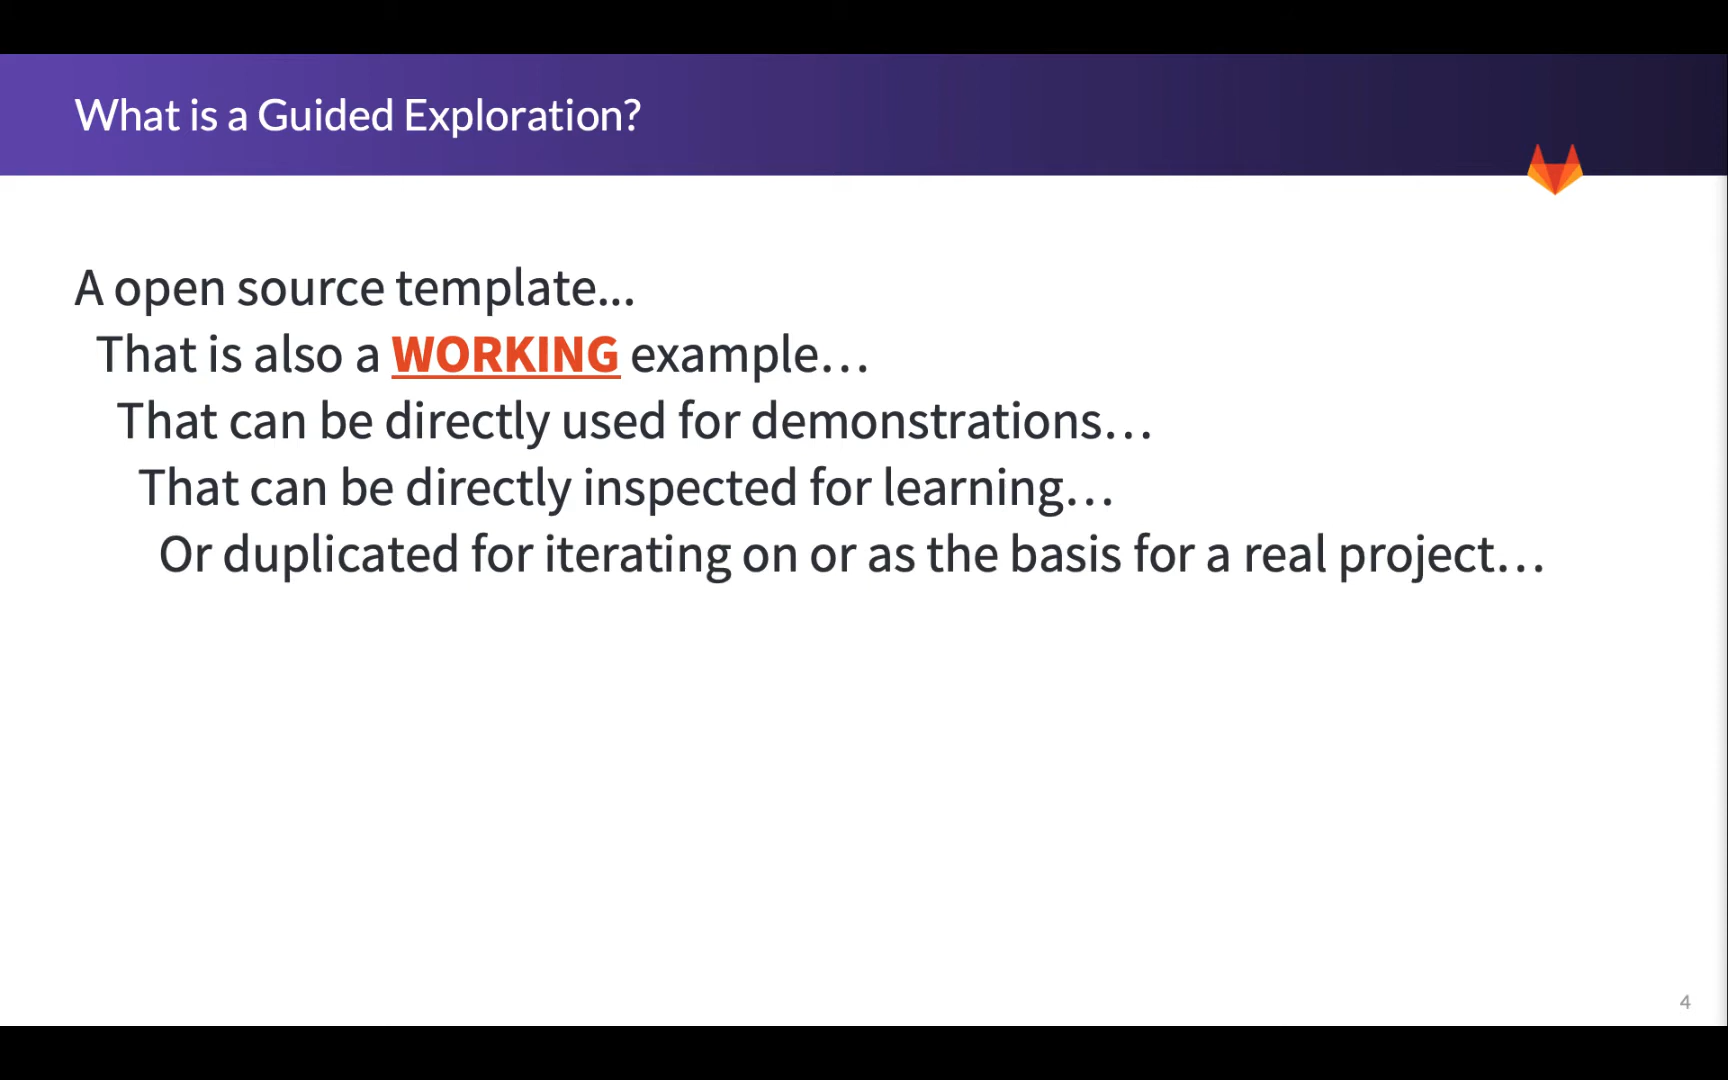 What is a Guided Exploration?
A open source template...
That is also a WORKING example…
That can be directly used for demonstrations…
That can be directly inspected for learning…
Or duplicated for iterating on or as the basis for a real project…
4